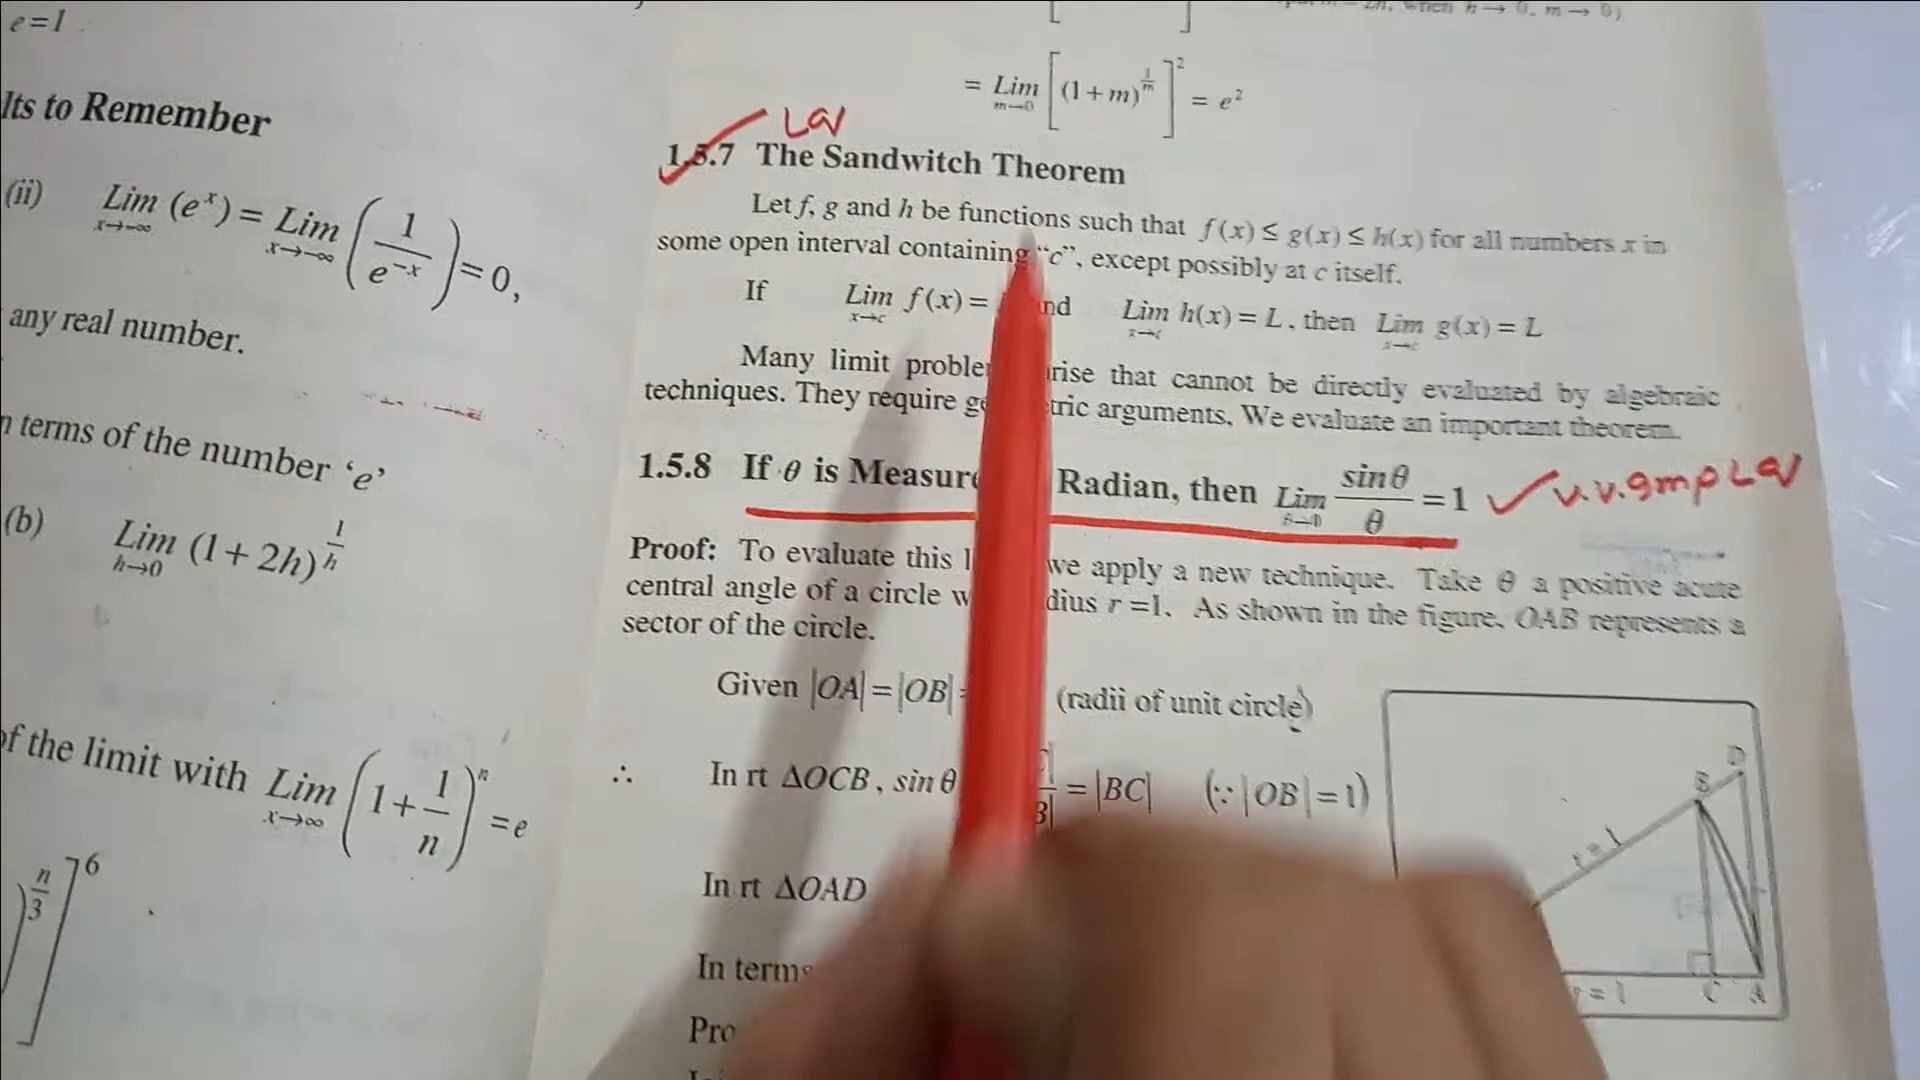 e=1
lts to Remember
(ii) Lim x→-∞ (e^x) = Lim x→-∞ (1/e^-x) = 0,
any real number.
n terms of the number ‘e’
(b) Lim h→0 (1+2h)^1/h
of the limit with Lim x→∞ (1+1/n)^n = e
)^n/3 ]^6
= Lim m→0 [(1+m)^1/m]^2 = e^2
1.5.7 The Sandwitch Theorem
Let f, g and h be functions such that f(x) ≤ g(x) ≤ h(x) for all numbers x in
some open interval containing “c”, except possibly at c itself.
If Lim x→c f(x) = nd Lim x→c h(x) = L, then Lim x→c g(x) = L
Many limit proble rise that cannot be directly evaluated by algebraic
techniques. They require ge tric arguments, We evaluate an important theorem.
1.5.8 If θ is Measure Radian, then Lim θ→0 sinθ/θ = 1 v.v.gmp LQ
Proof: To evaluate this l we apply a new technique. Take θ a positive acute
central angle of a circle w dius r =1. As shown in the figure, OAB represents a
sector of the circle.
Given |OA| = |OB| = (radii of unit circle)
∴ In rt ΔOCB, sin θ = |BC| (∵ |OB| = 1)
In rt ΔOAD
In terms
Pro
D
B
r = 1
r = 1 C A